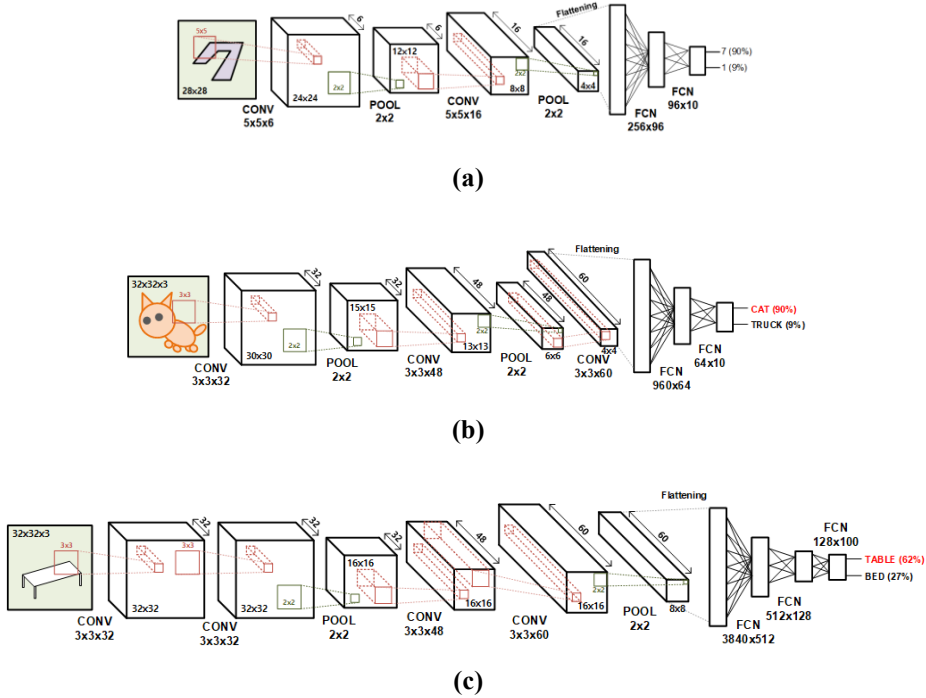 Flattening
6
6
16
16
5x5
28x28
24x24
2x2
12x12
8x8
2x2
4x4
7 (90%)
1 (9%)
CONV
5x5x6
POOL
2x2
CONV
5x5x16
POOL
2x2
FCN
256x96
FCN
96x10
(a)
Flattening
32
32
48
48
60
32x32x3
3x3
30x30
2x2
15x15
13x13
2x2
6x6
4x4
CAT (90%)
TRUCK (9%)
CONV
3x3x32
POOL
2x2
CONV
3x3x48
POOL
2x2
CONV
3x3x60
FCN
960x64
FCN
64x10
(b)
Flattening
32
32
32
48
60
60
32x32x3
3x3
32x32
3x3
32x32
2x2
16x16
16x16
16x16
2x2
8x8
FCN
128x100
TABLE (62%)
BED (27%)
CONV
3x3x32
CONV
3x3x32
POOL
2x2
CONV
3x3x48
CONV
3x3x60
POOL
2x2
FCN
3840x512
FCN
512x128
(c)